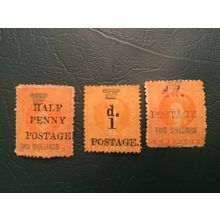 HALF
PENNY
POSTAGE
TWO SHILLINGS
d.
1
POSTAGE.
POSTAGE
TWO SHILLINGS